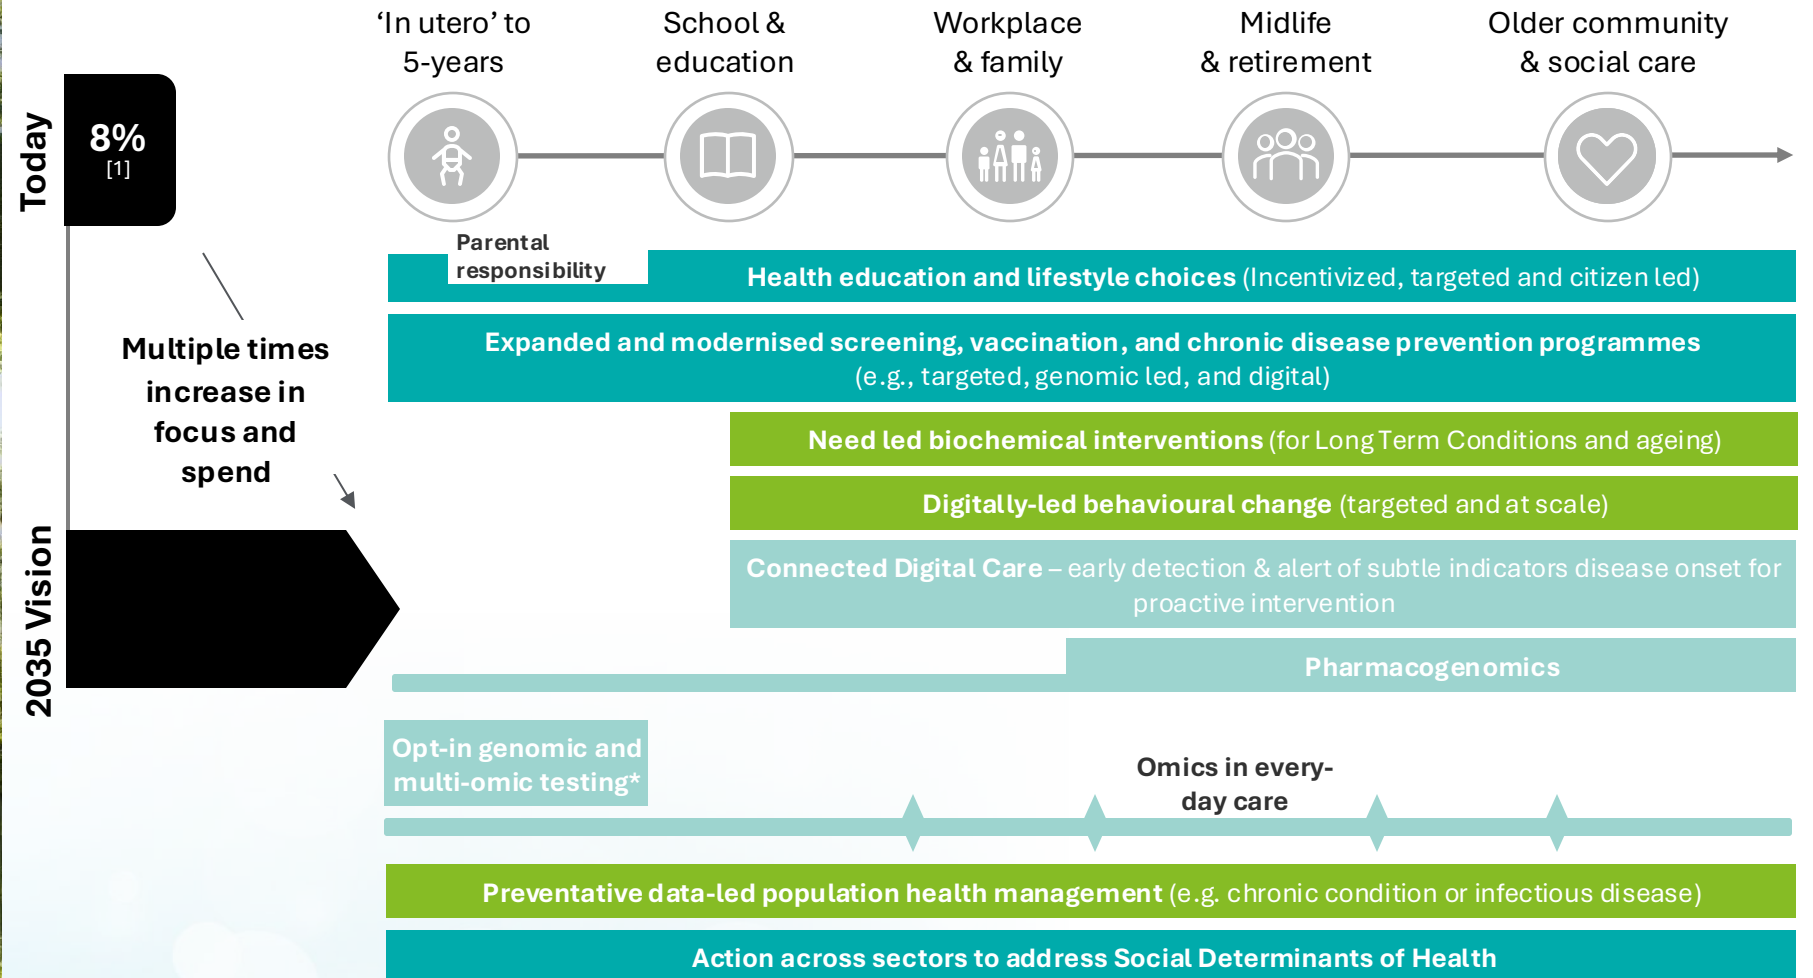 'In utero' to
5-years
School &
education
Workplace
& family
Midlife
& retirement
Older community
& social care
Today
8%
[1]
Parental
responsibility
Health education and lifestyle choices (Incentivized, targeted and citizen led)
Expanded and modernised screening, vaccination, and chronic disease prevention programmes
(e.g., targeted, genomic led, and digital)
Multiple times
increase in
focus and
spend
Need led biochemical interventions (for Long Term Conditions and ageing)
Digitally-led behavioural change (targeted and at scale)
2035 Vision
Connected Digital Care – early detection & alert of subtle indicators disease onset for
proactive intervention
Pharmacogenomics
Opt-in genomic and
multi-omic testing*
Omics in every-
day care
Preventative data-led population health management (e.g. chronic condition or infectious disease)
Action across sectors to address Social Determinants of Health